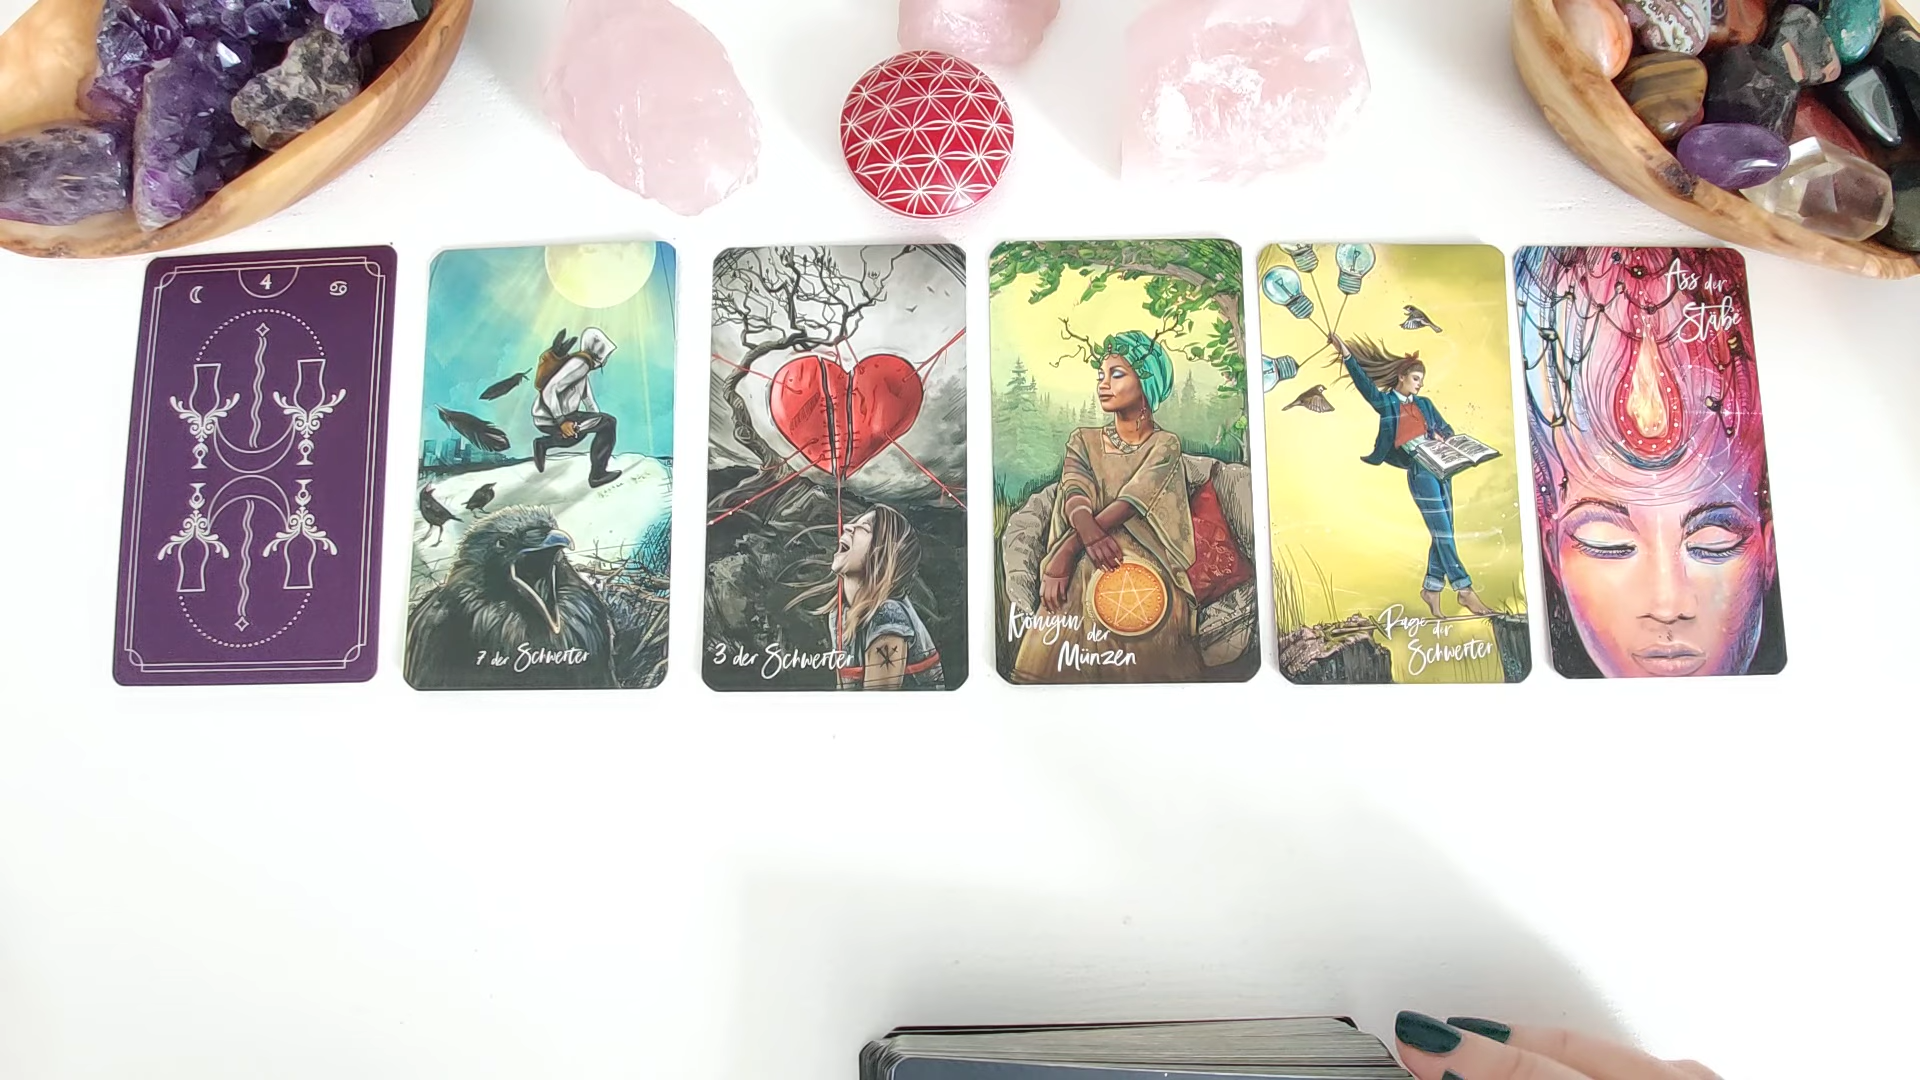 4
7 der Schwerter
3 der Schwerter
Königin der
Münzen
Page der
Schwerter
Ass der
Stäbe